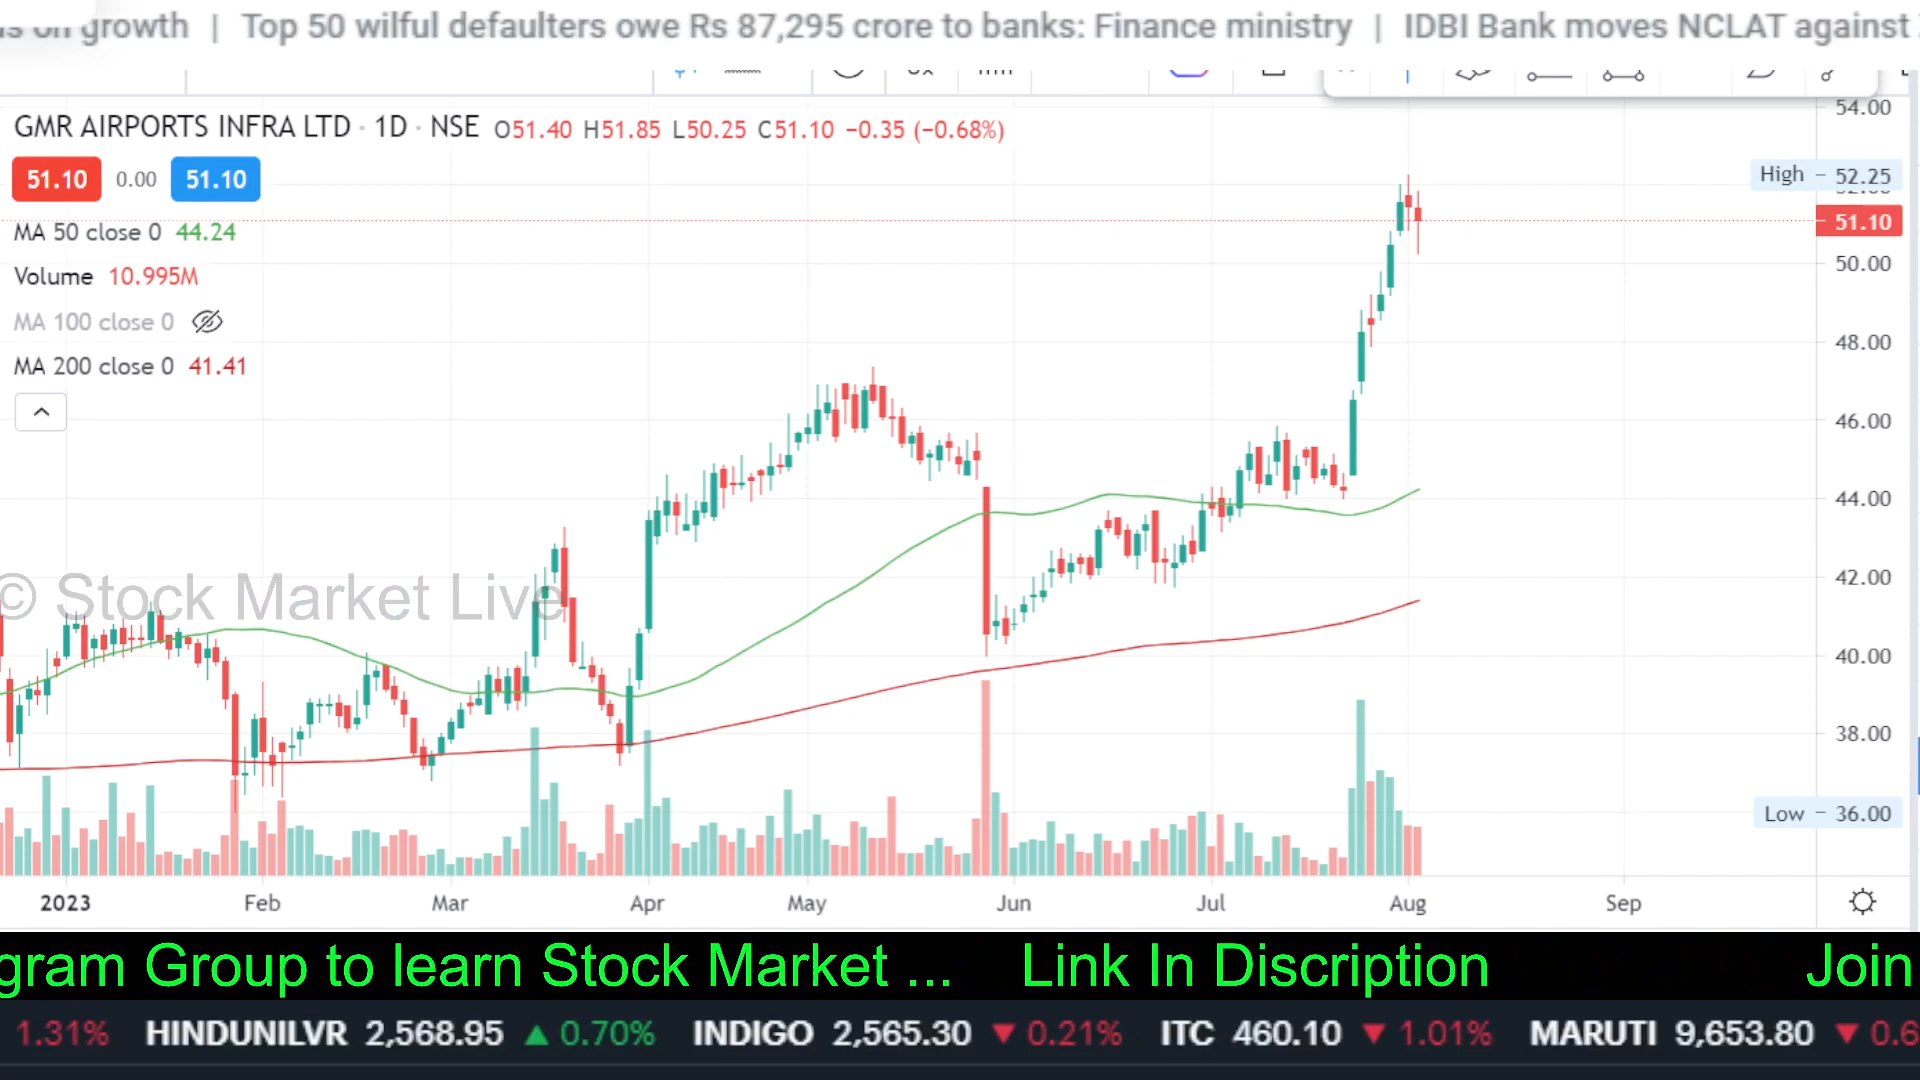 growth | Top 50 wilful defaulters owe Rs 87,295 crore to banks: Finance ministry | IDBI Bank moves NCLAT against
54.00
GMR AIRPORTS INFRA LTD · 1D · NSE O51.40 H51.85 L50.25 C51.10 −0.35 (−0.68%)
High 52.25
51.10 0.00 51.10
51.10
MA 50 close 0 44.24
50.00
Volume 10.995M
MA 100 close 0
48.00
MA 200 close 0 41.41
46.00
44.00
42.00
© Stock Market Live
40.00
38.00
Low 36.00
2023 Feb Mar Apr May Jun Jul Aug Sep
gram Group to learn Stock Market ... Link In Discription Join
1.31% HINDUNILVR 2,568.95 ▲ 0.70% INDIGO 2,565.30 ▼ 0.21% ITC 460.10 ▼ 1.01% MARUTI 9,653.80 ▼ 0.6